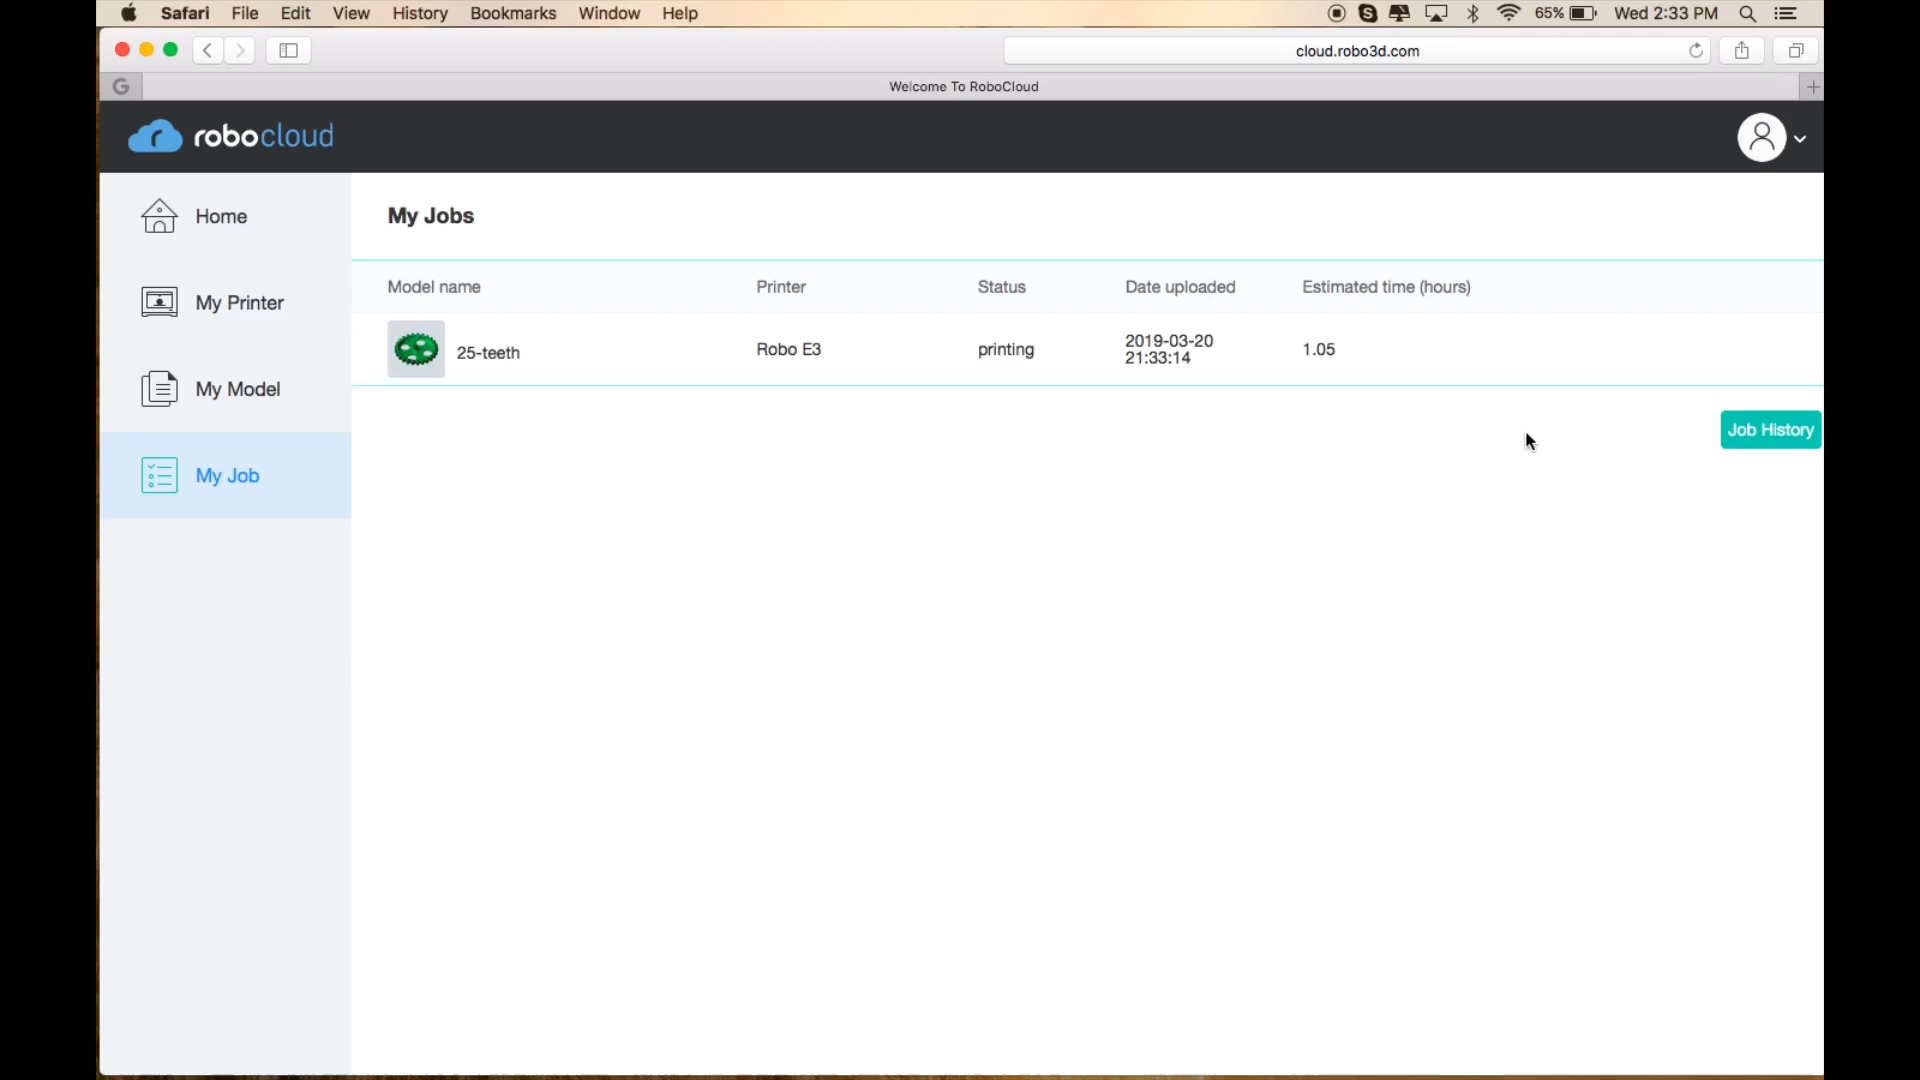 Safari File Edit View History Bookmarks Window Help 65% Wed 2:33 PM
cloud.robo3d.com
G Welcome To RoboCloud
robocloud
Home
My Printer
My Model
My Job
My Jobs
Model name Printer Status Date uploaded Estimated time (hours)
25-teeth Robo E3 printing 2019-03-20 1.05
21:33:14
Job History